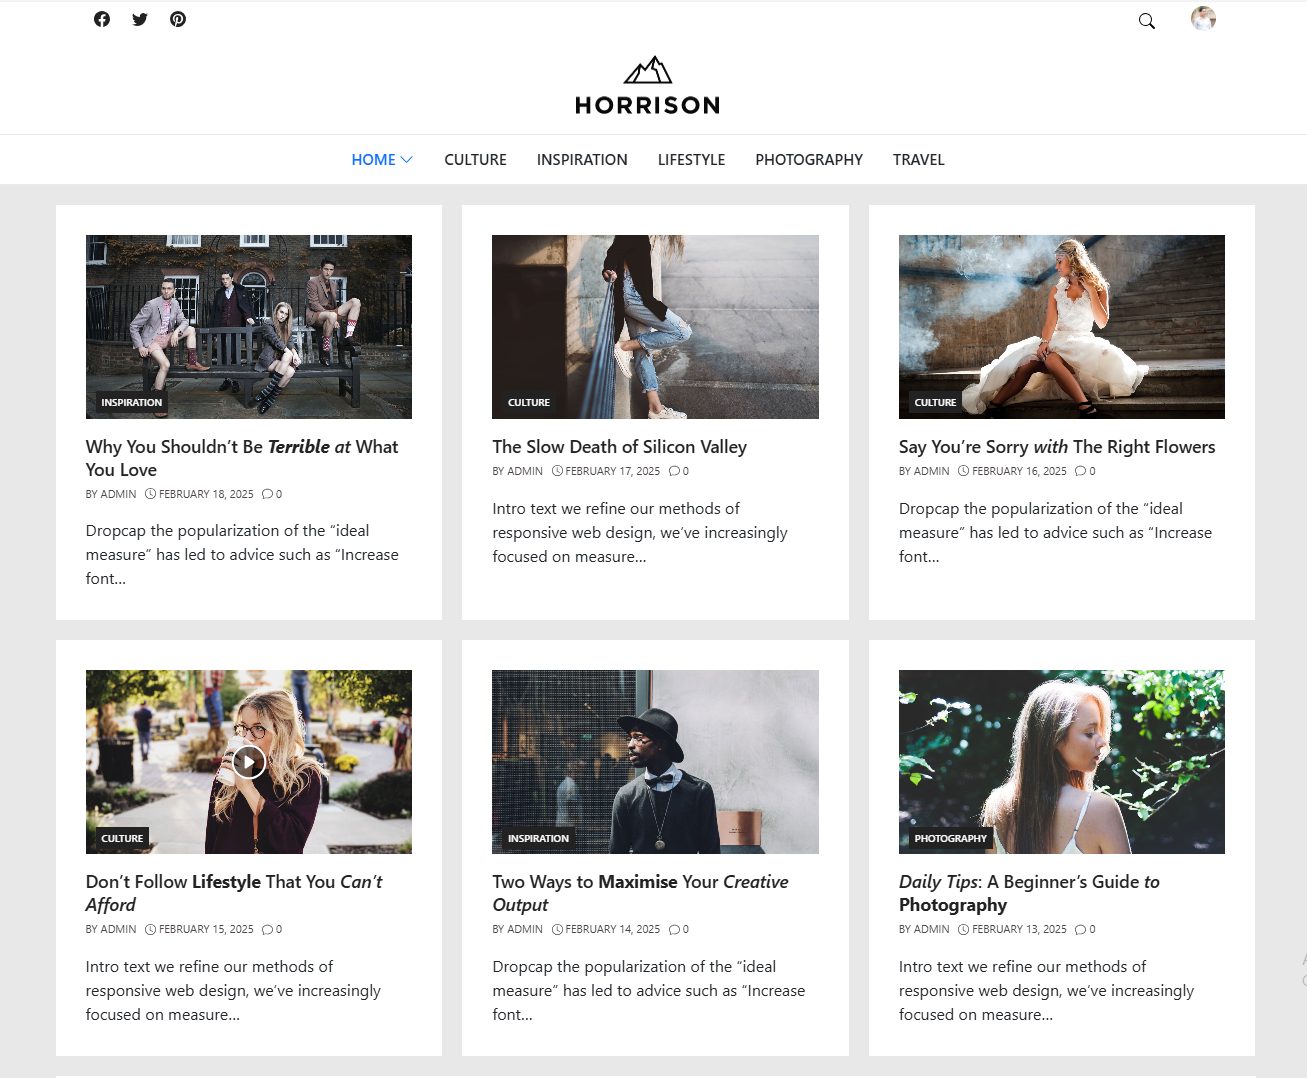 HORRISON
HOME CULTURE INSPIRATION LIFESTYLE PHOTOGRAPHY TRAVEL
INSPIRATION
Why You Shouldn’t Be Terrible at What
You Love
BY ADMIN FEBRUARY 18, 2025 0
Dropcap the popularization of the “ideal
measure” has led to advice such as “Increase
font...
CULTURE
The Slow Death of Silicon Valley
BY ADMIN FEBRUARY 17, 2025 0
Intro text we refine our methods of
responsive web design, we’ve increasingly
focused on measure...
CULTURE
Say You’re Sorry with The Right Flowers
BY ADMIN FEBRUARY 16, 2025 0
Dropcap the popularization of the “ideal
measure” has led to advice such as “Increase
font...
CULTURE
Don’t Follow Lifestyle That You Can’t
Afford
BY ADMIN FEBRUARY 15, 2025 0
Intro text we refine our methods of
responsive web design, we’ve increasingly
focused on measure...
INSPIRATION
Two Ways to Maximise Your Creative
Output
BY ADMIN FEBRUARY 14, 2025 0
Dropcap the popularization of the “ideal
measure” has led to advice such as “Increase
font...
PHOTOGRAPHY
Daily Tips: A Beginner’s Guide to
Photography
BY ADMIN FEBRUARY 13, 2025 0
Intro text we refine our methods of
responsive web design, we’ve increasingly
focused on measure...